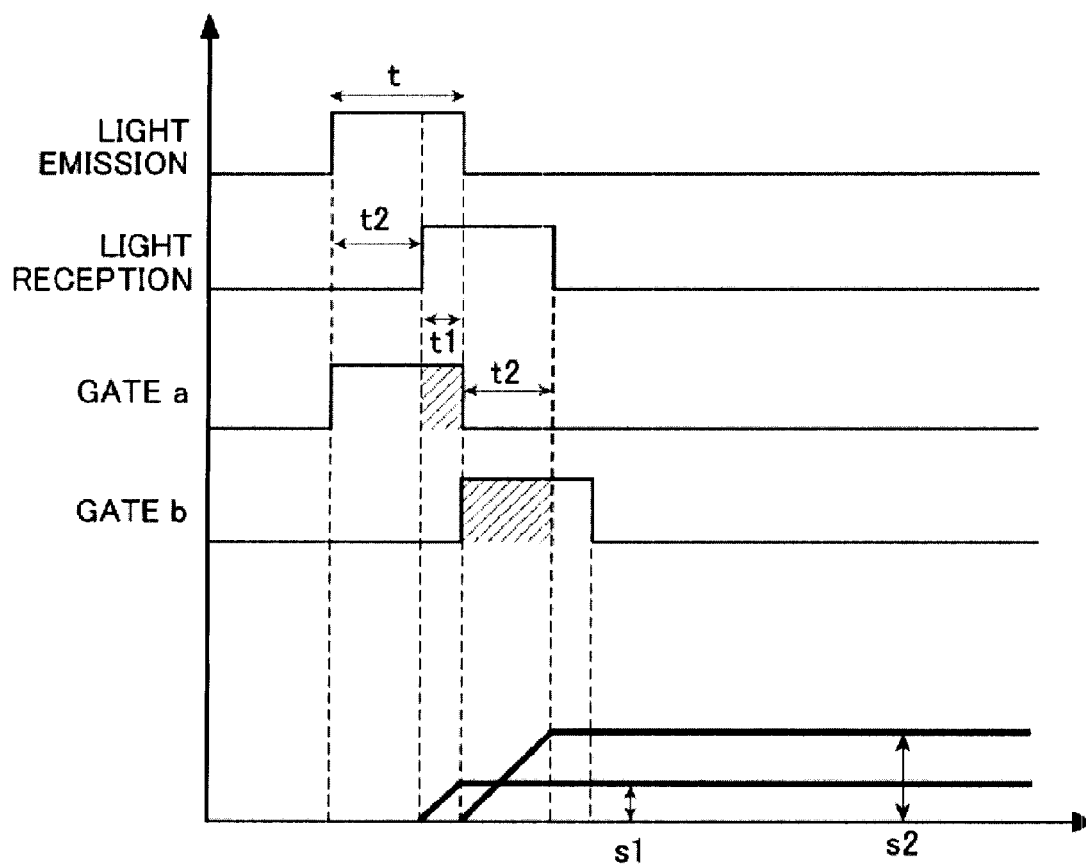 t
LIGHT
EMISSION
t2
LIGHT
RECEPTION
t1
t2
GATE a
GATE b
s1
s2